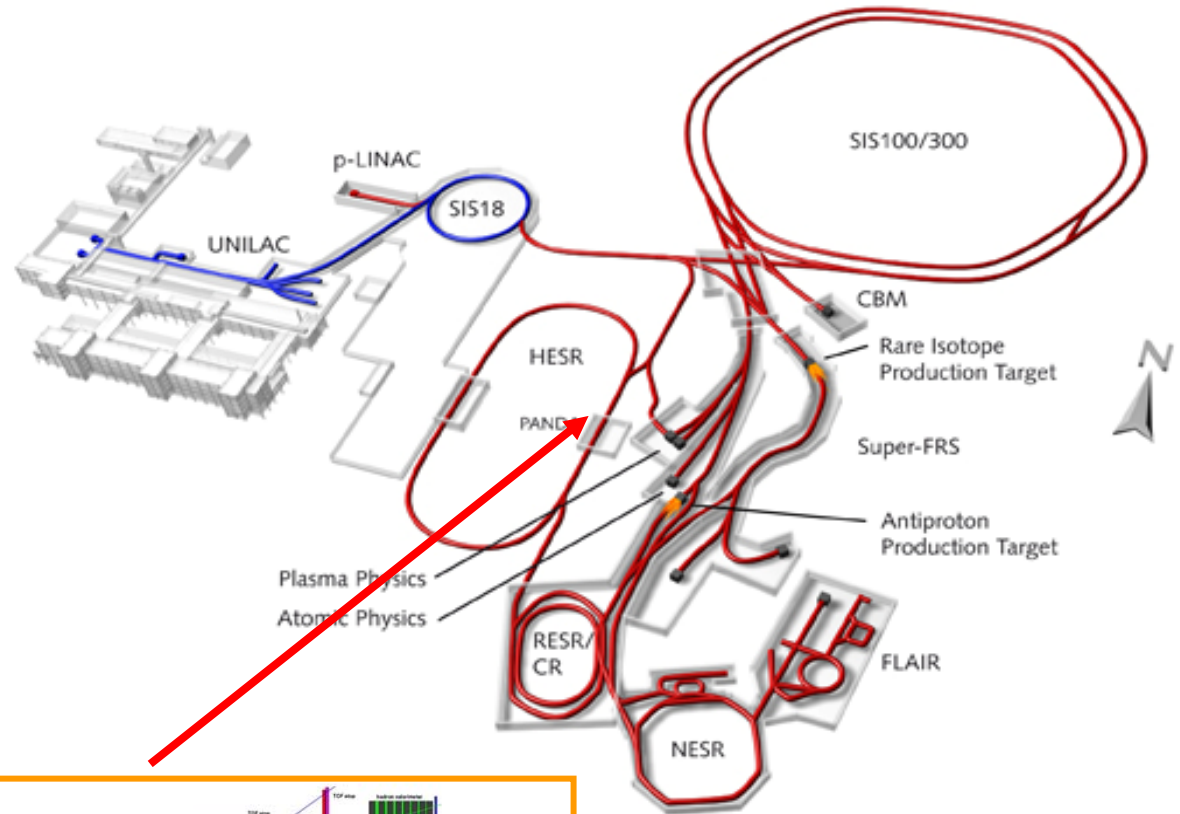 SIS100/300
p-LINAC
SIS18
UNILAC
CBM
N
Rare Isotope
Production Target
HESR
PAND
Super-FRS
Antiproton
Production Target
Plasma Physics
Atomic Physics
RESR/
CR
FLAIR
NESR